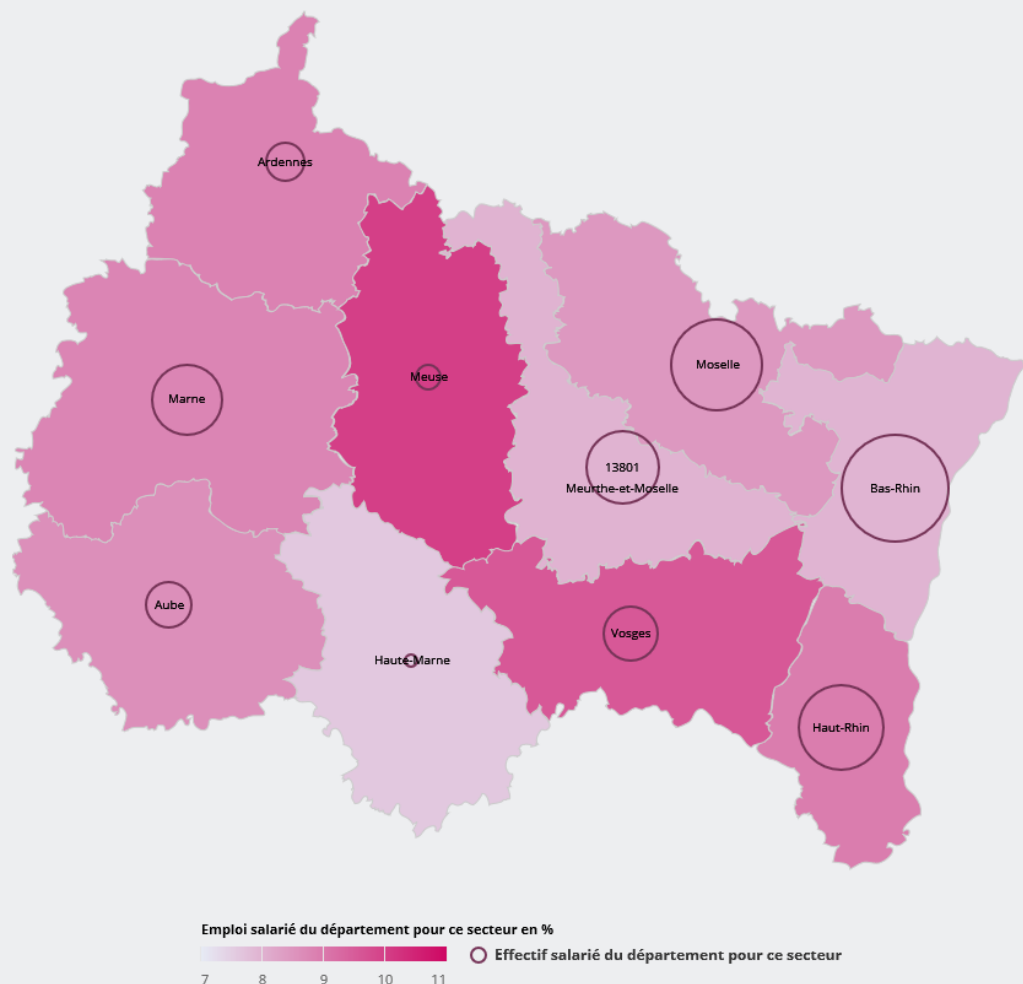 Ardennes
Meuse
Moselle
Marne
13801
Meurthe-et-Moselle
Bas-Rhin
Aube
Vosges
Haute-Marne
Haut-Rhin
Emploi salarié du département pour ce secteur en %
Effectif salarié du département pour ce secteur
7 8 9 10 11